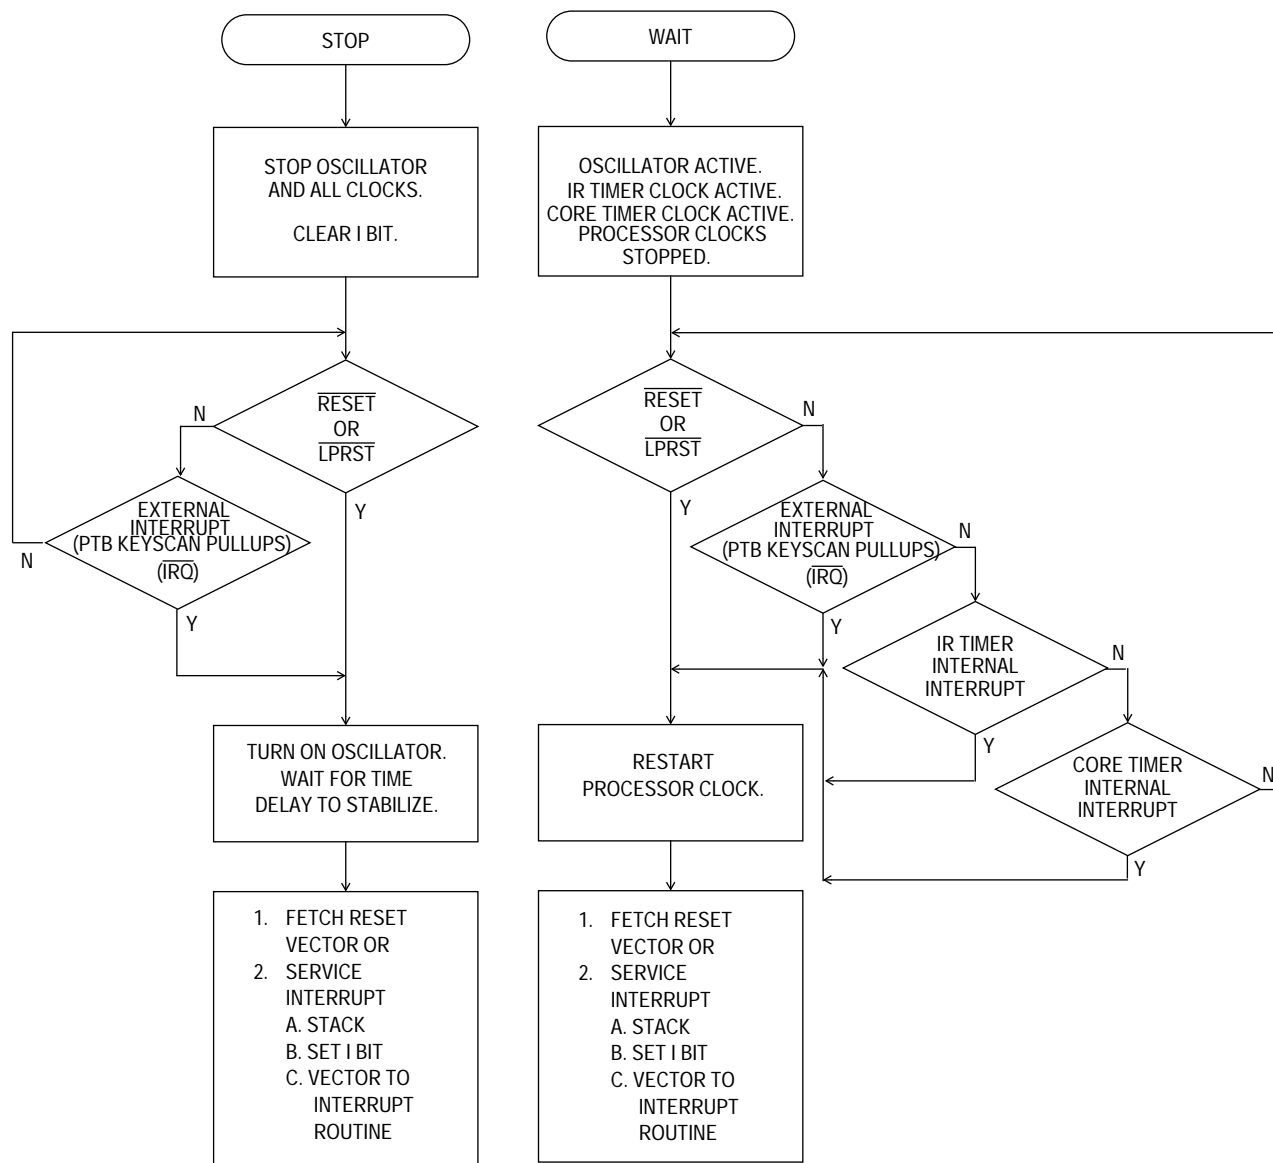 STOP
STOP OSCILLATOR
AND ALL CLOCKS.
CLEAR I BIT.
RESET
OR
LPRST
N
Y
EXTERNAL
INTERRUPT
(PTB KEYSCAN PULLUPS)
(IRQ)
N
Y
TURN ON OSCILLATOR.
WAIT FOR TIME
DELAY TO STABILIZE.
1. FETCH RESET
VECTOR OR
2. SERVICE
INTERRUPT
A. STACK
B. SET I BIT
C. VECTOR TO
INTERRUPT
ROUTINE
WAIT
OSCILLATOR ACTIVE.
IR TIMER CLOCK ACTIVE.
CORE TIMER CLOCK ACTIVE.
PROCESSOR CLOCKS
STOPPED.
RESET
OR
LPRST
N
Y
EXTERNAL
INTERRUPT
(PTB KEYSCAN PULLUPS)
(IRQ)
N
Y
IR TIMER
INTERNAL
INTERRUPT
N
Y
CORE TIMER
INTERNAL
INTERRUPT
N
Y
RESTART
PROCESSOR CLOCK.
1. FETCH RESET
VECTOR OR
2. SERVICE
INTERRUPT
A. STACK
B. SET I BIT
C. VECTOR TO
INTERRUPT
ROUTINE